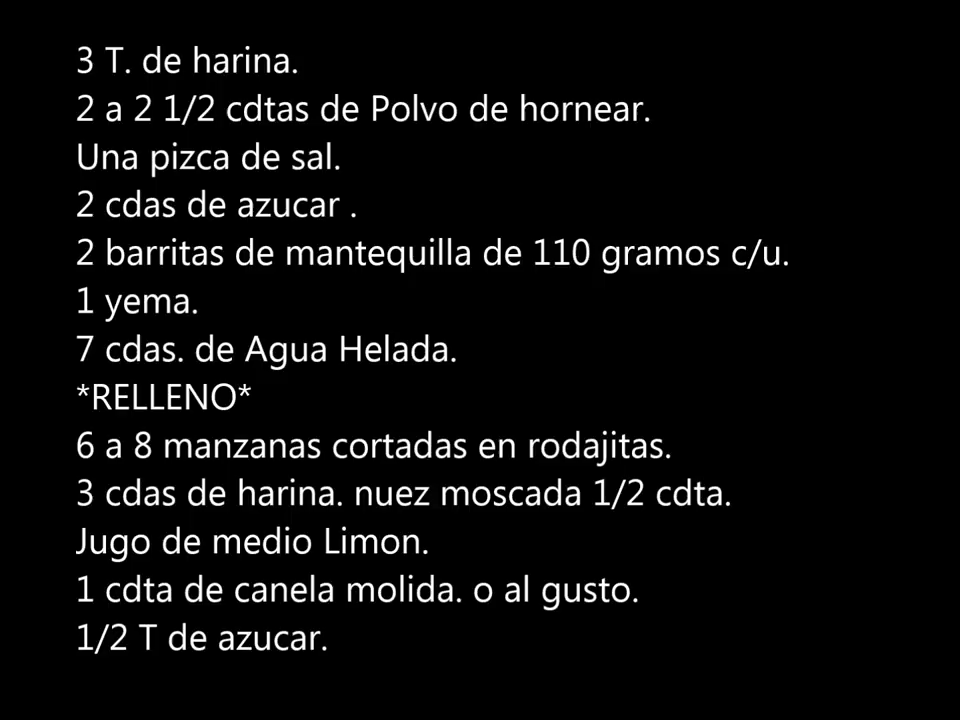 3 T. de harina.
2 a 2 1/2 cdtas de Polvo de hornear.
Una pizca de sal.
2 cdas de azucar .
2 barritas de mantequilla de 110 gramos c/u.
1 yema.
7 cdas. de Agua Helada.
*RELLENO*
6 a 8 manzanas cortadas en rodajitas.
3 cdas de harina. nuez moscada 1/2 cdta.
Jugo de medio Limon.
1 cdta de canela molida. o al gusto.
1/2 T de azucar.